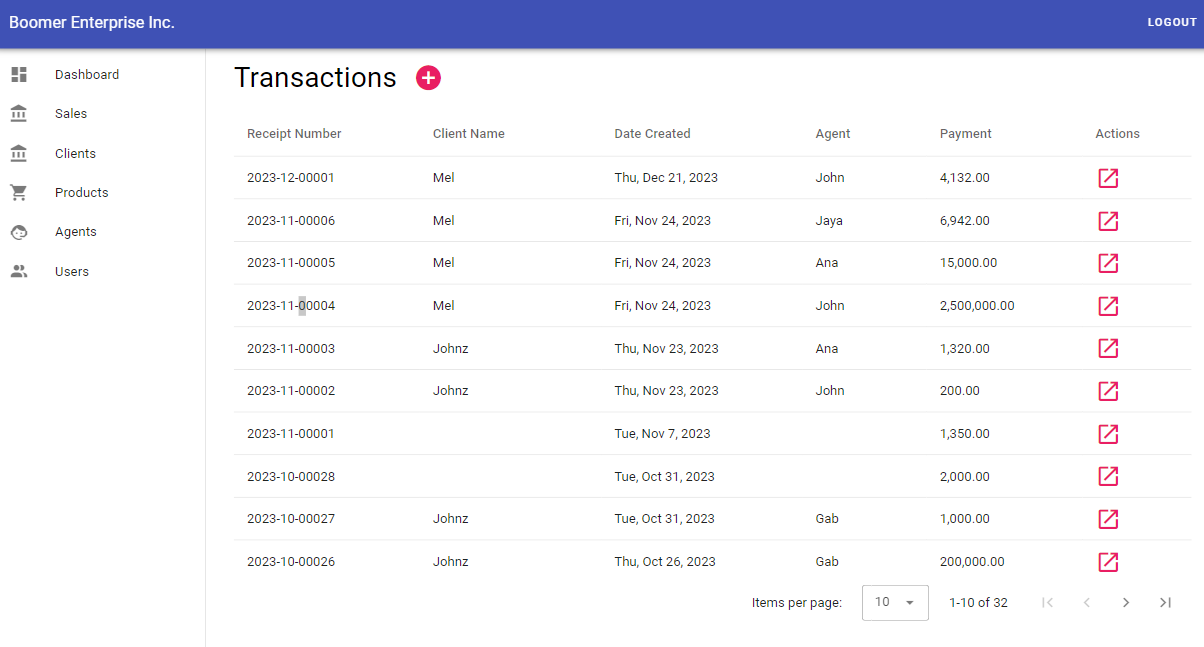 Boomer Enterprise Inc. LOGOUT
Dashboard
Sales
Clients
Products
Agents
Users
Transactions
Receipt Number Client Name Date Created Agent Payment Actions
2023-12-00001 Mel Thu, Dec 21, 2023 John 4,132.00
2023-11-00006 Mel Fri, Nov 24, 2023 Jaya 6,942.00
2023-11-00005 Mel Fri, Nov 24, 2023 Ana 15,000.00
2023-11-00004 Mel Fri, Nov 24, 2023 John 2,500,000.00
2023-11-00003 Johnz Thu, Nov 23, 2023 Ana 1,320.00
2023-11-00002 Johnz Thu, Nov 23, 2023 John 200.00
2023-11-00001 Tue, Nov 7, 2023 1,350.00
2023-10-00028 Tue, Oct 31, 2023 2,000.00
2023-10-00027 Johnz Tue, Oct 31, 2023 Gab 1,000.00
2023-10-00026 Johnz Thu, Oct 26, 2023 Gab 200,000.00
Items per page: 10 1-10 of 32